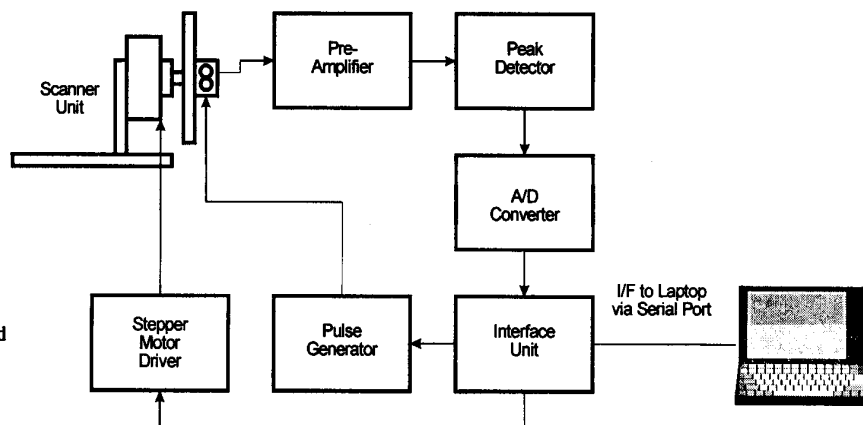 Pre-
Amplifier
Peak
Detector
Scanner
Unit
A/D
Converter
I/F to Laptop
via Serial Port
Stepper
Motor
Driver
Pulse
Generator
Interface
Unit
d